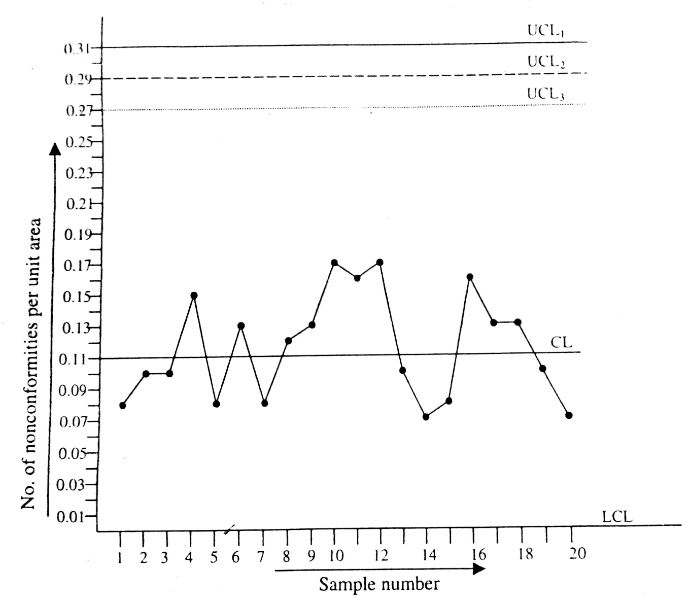 UCL₁
0.31
UCL₂
0.29
UCL₃
0.27
0.25
0.23
0.21
0.19
0.17
0.15
0.13
CL
0.11
0.09
0.07
0.05
0.03
LCL
0.01
1 2 3 4 5 6 7 8 9 10 12 14 16 18 20
Sample number
No. of nonconformities per unit area